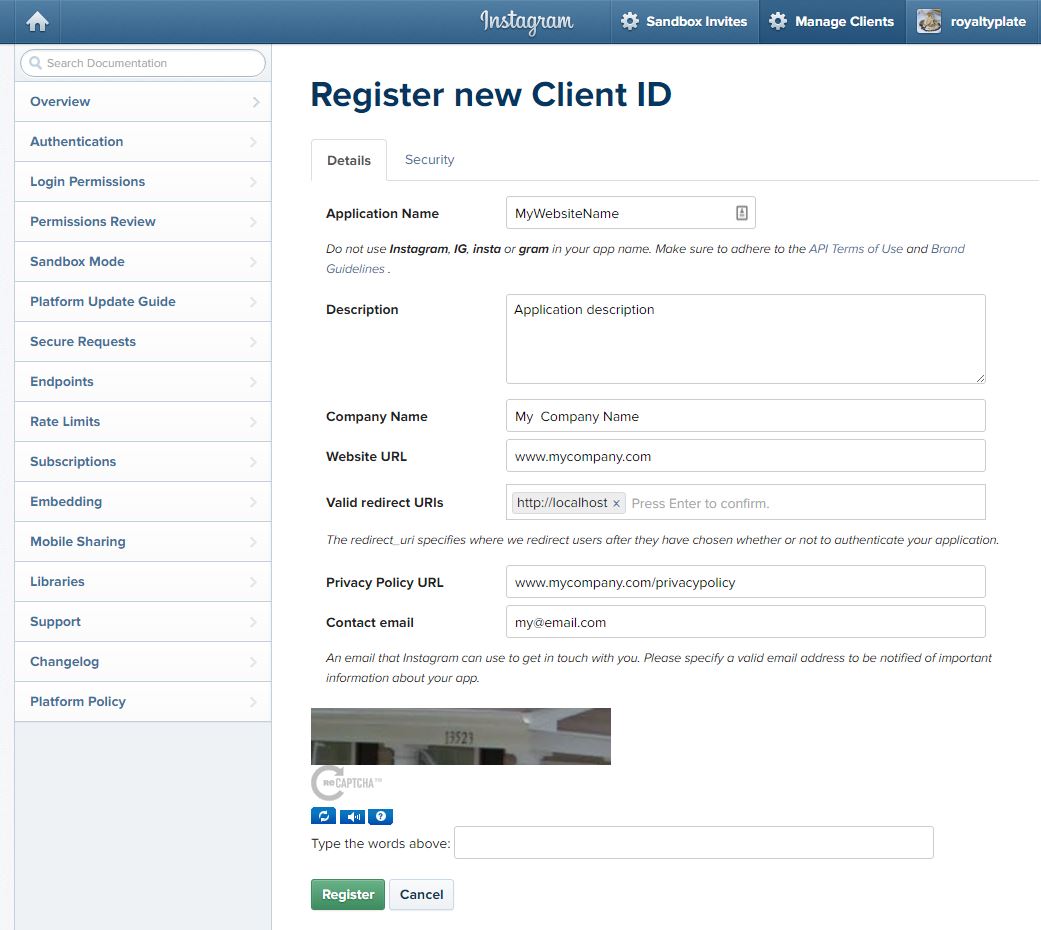 Instagram
Sandbox Invites
Manage Clients
royaltyplate
Search Documentation
Overview
Authentication
Login Permissions
Permissions Review
Sandbox Mode
Platform Update Guide
Secure Requests
Endpoints
Rate Limits
Subscriptions
Embedding
Mobile Sharing
Libraries
Support
Changelog
Platform Policy
Register new Client ID
Details
Security
Application Name
MyWebsiteName
Do not use Instagram, IG, insta or gram in your app name. Make sure to adhere to the API Terms of Use and Brand
Guidelines .
Description
Application description
Company Name
My  Company Name
Website URL
www.mycompany.com
Valid redirect URIs
http://localhost × Press Enter to confirm.
The redirect_uri specifies where we redirect users after they have chosen whether or not to authenticate your application.
Privacy Policy URL
www.mycompany.com/privacypolicy
Contact email
my@email.com
An email that Instagram can use to get in touch with you. Please specify a valid email address to be notified of important
information about your app.
13523
ReCAPTCHA™
?
Type the words above:
Register
Cancel